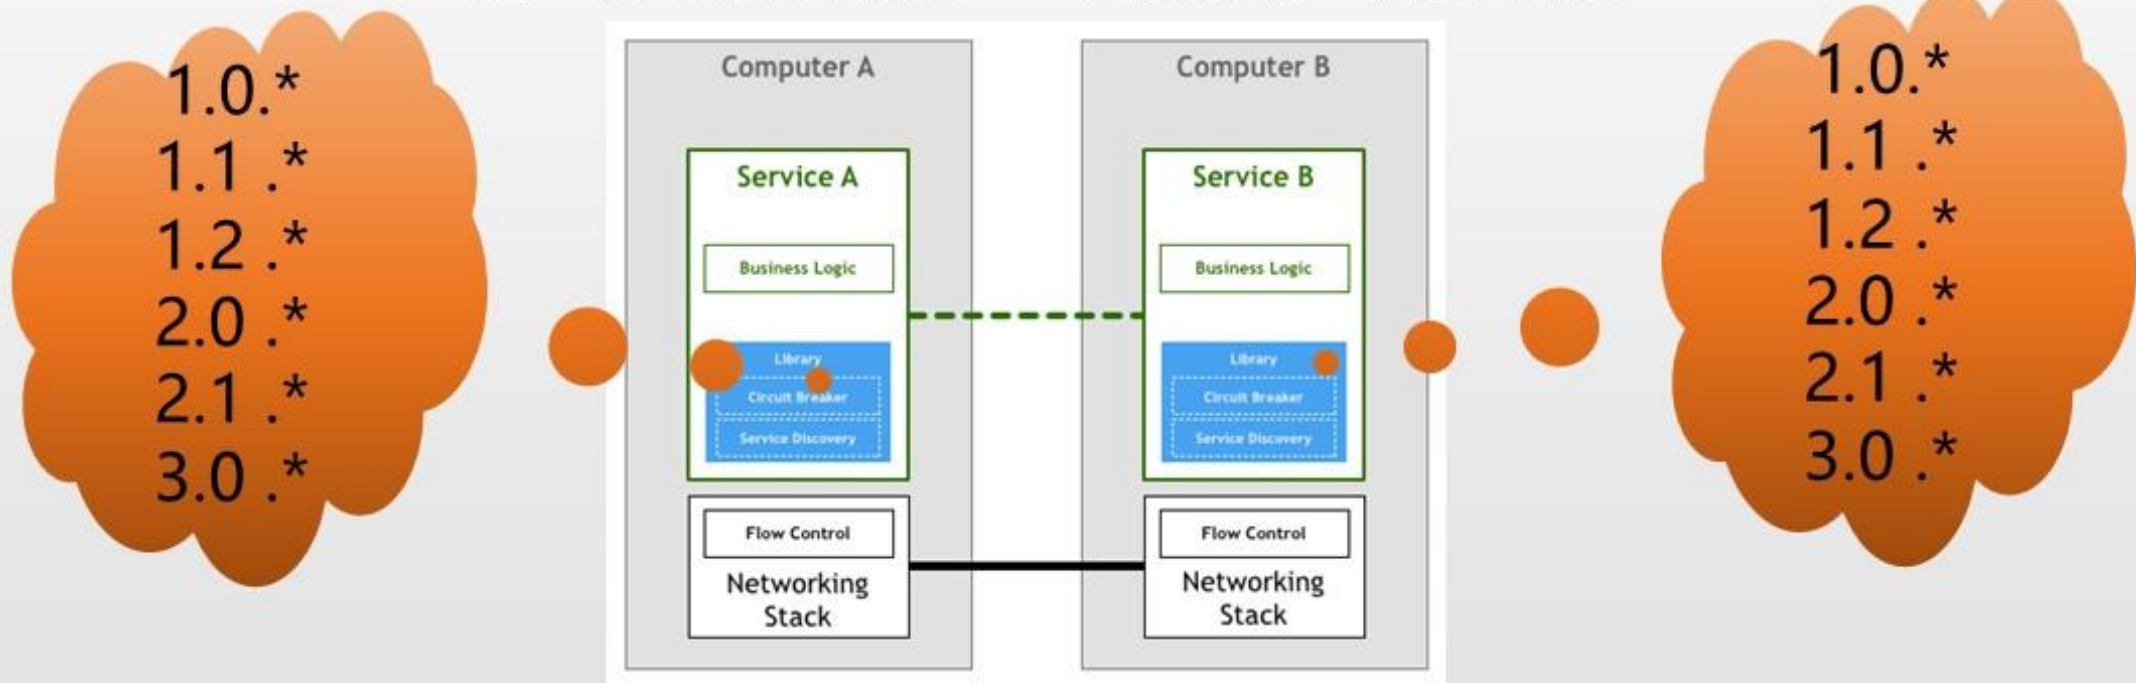 1.0.*
1.1 .*
1.2 .*
2.0 .*
2.1 .*
3.0 .*
Computer A
Service A
Business Logic
Library
Circuit Breaker
Service Discovery
Flow Control
Networking
Stack
Computer B
Service B
Business Logic
Library
Circuit Breaker
Service Discovery
Flow Control
Networking
Stack
1.0.*
1.1 .*
1.2 .*
2.0 .*
2.1 .*
3.0 .*